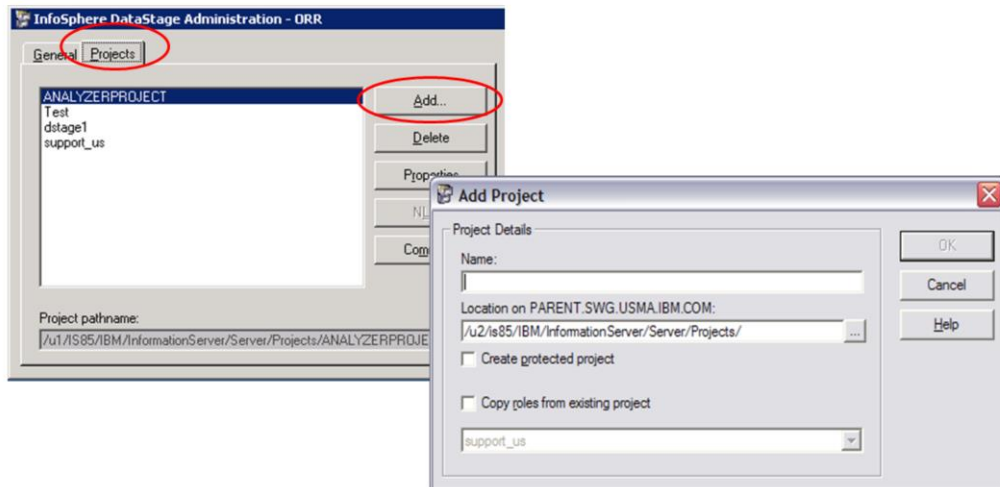 InfoSphere DataStage Administration - ORR
General Projects
ANALYZERPROJECT
Test
dstage1
support_us
Add...
Delete
Properties
Project pathname:
/u1/IS85/IBM/InformationServer/Server/Projects/ANALYZERPROJE
Add Project
Project Details
Name:
Location on PARENT.SWG.USMA.IBM.COM:
/u2/is85/IBM/InformationServer/Server/Projects/
...
Create protected project
Copy roles from existing project
support_us
OK
Cancel
Help